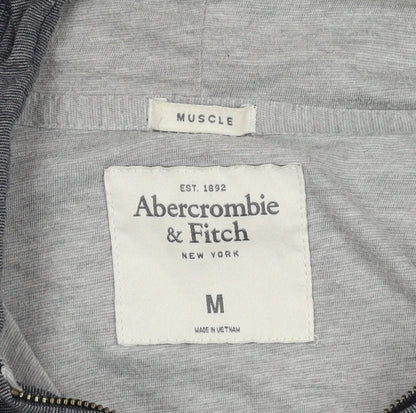 MUSCLE
EST. 1892
Abercrombie
& Fitch
NEW YORK
M
MADE IN VIETNAM